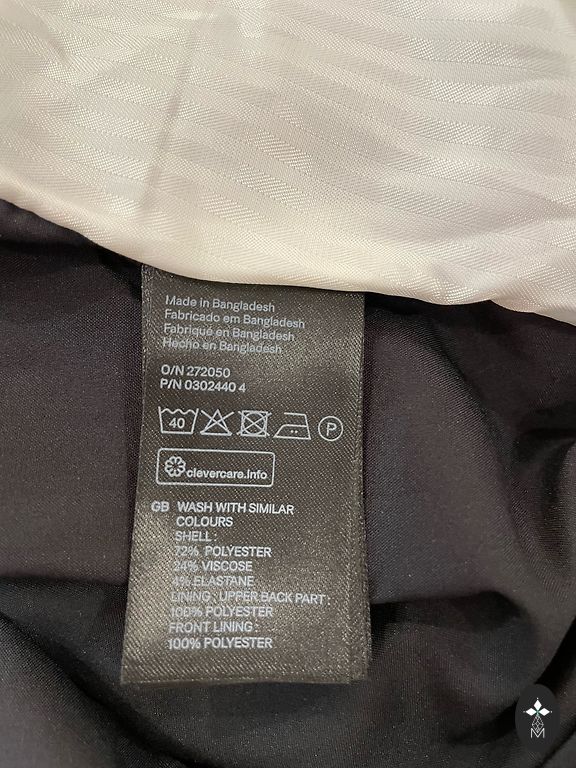 Made in Bangladesh
Fabricado em Bangladesh
Fabriqué en Bangladesh
Hecho en Bangladesh
O/N 272050
P/N 0302440 4
40 P
clevercare.info
GB WASH WITH SIMILAR
COLOURS
SHELL:
72% POLYESTER
24% VISCOSE
4% ELASTANE
LINING, UPPER BACK PART:
100% POLYESTER
FRONT LINING:
100% POLYESTER
M